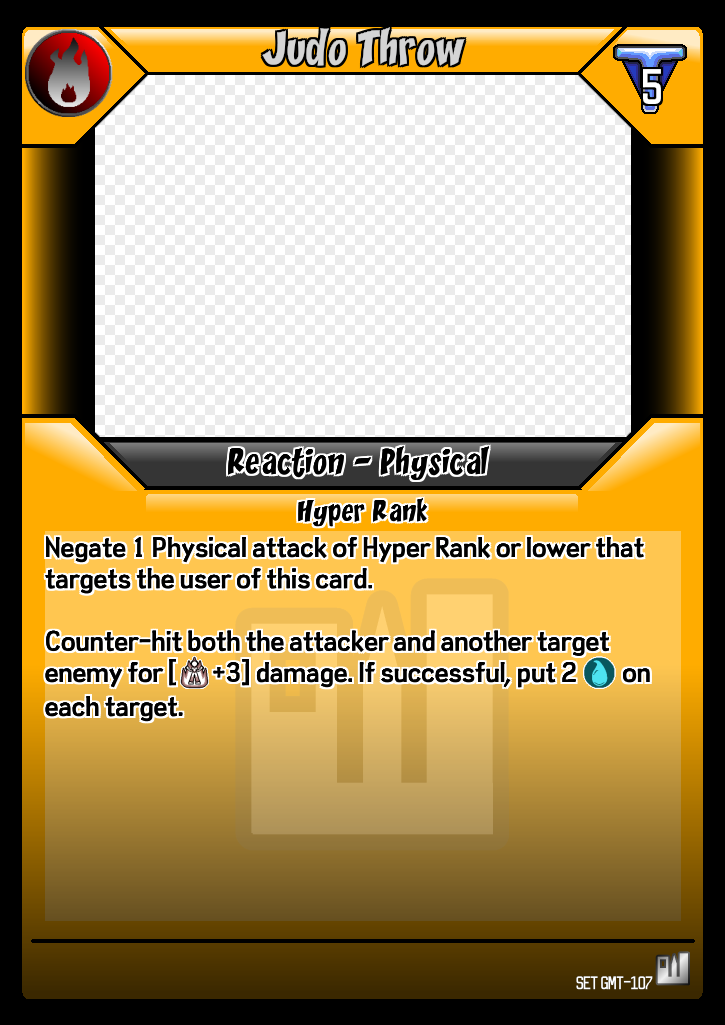 Judo Throw
5
Reaction - Physical
Hyper Rank
Negate 1 Physical attack of Hyper Rank or lower that
targets the user of this card.
Counter-hit both the attacker and another target
enemy for [ +3] damage. If successful, put 2 on
each target.
SET GMT-107